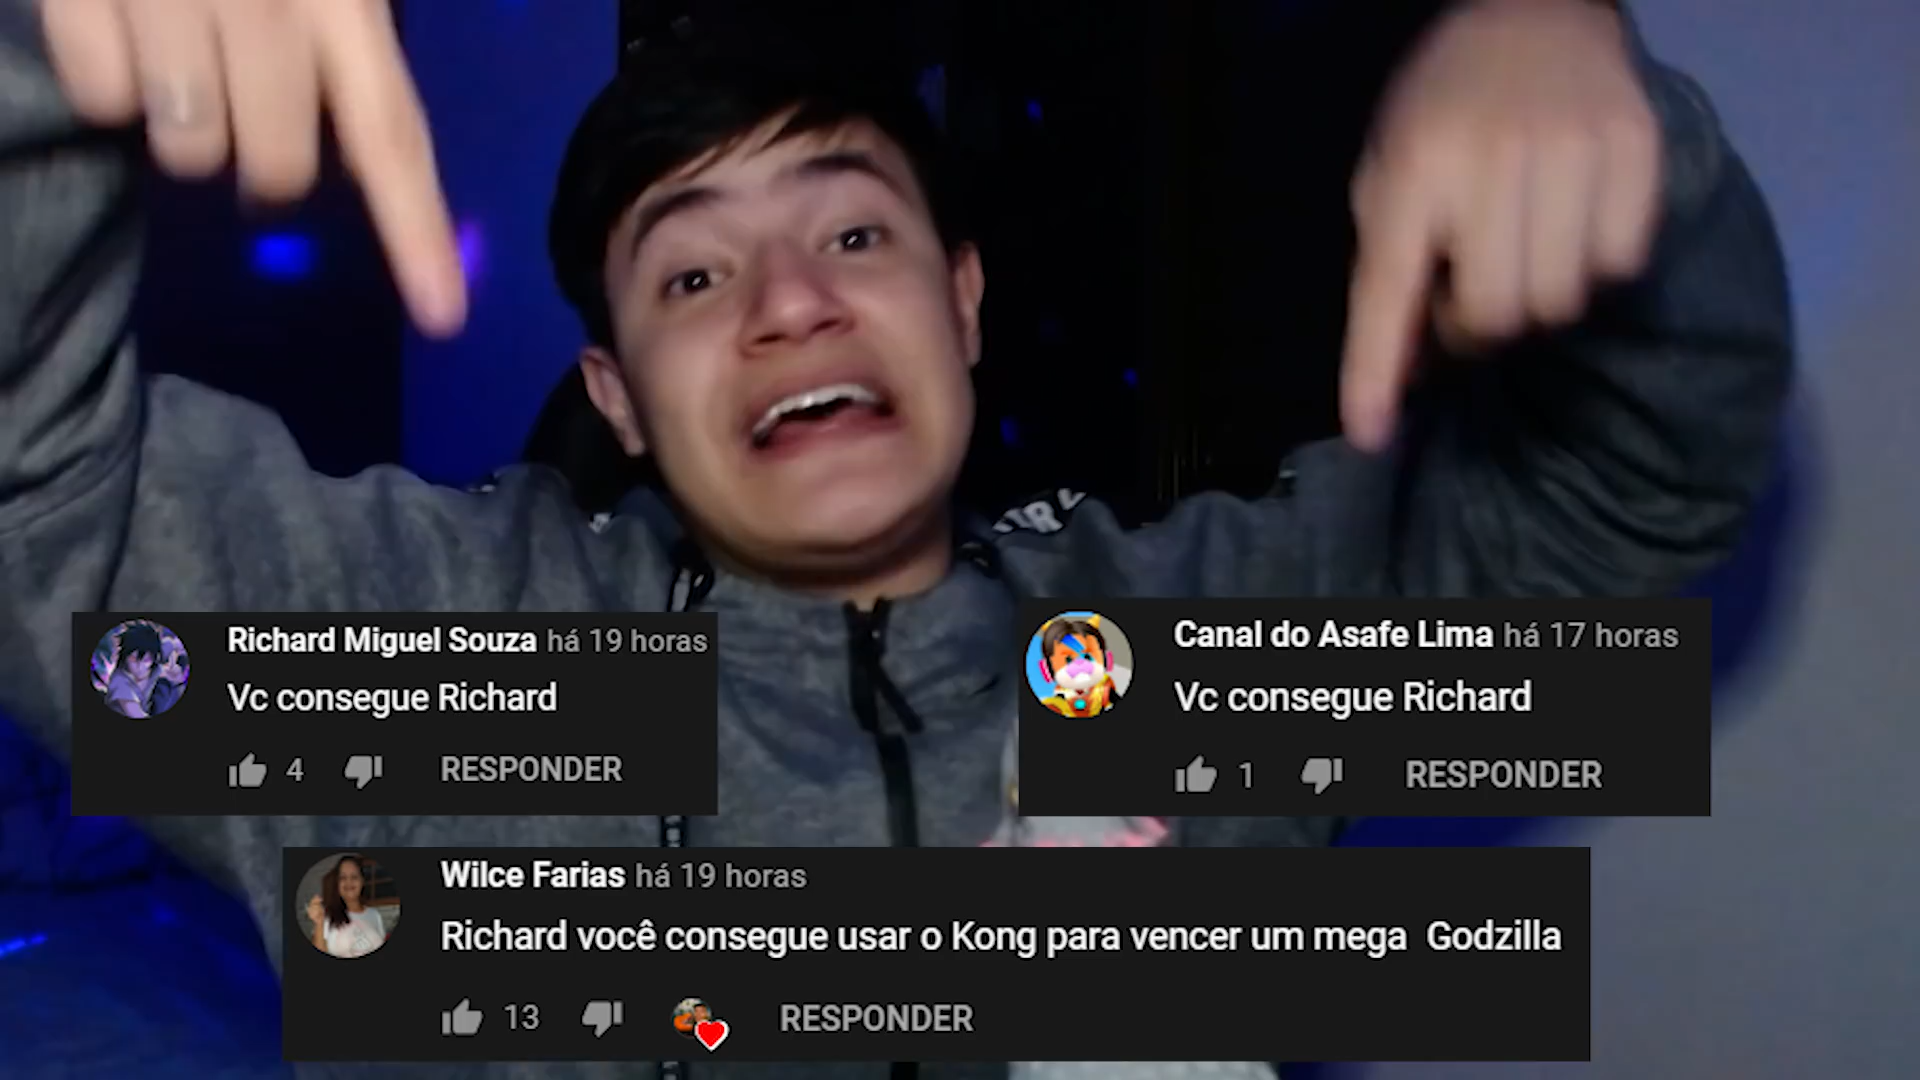 Richard Miguel Souza há 19 horas
Vc consegue Richard
4 RESPONDER
Canal do Asafe Lima há 17 horas
Vc consegue Richard
1 RESPONDER
Wilce Farias há 19 horas
Richard você consegue usar o Kong para vencer um mega Godzilla
13 RESPONDER